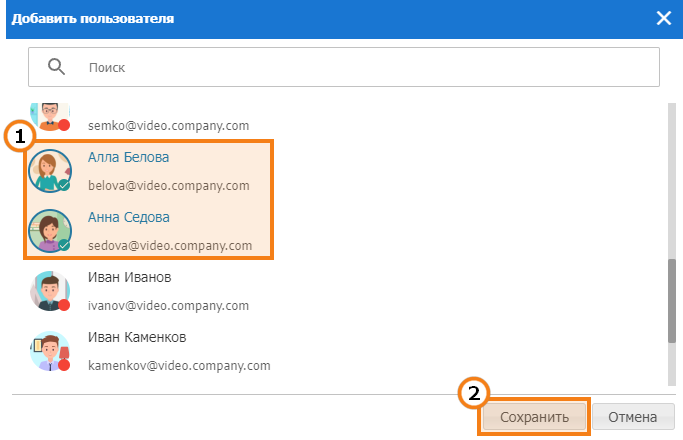 Добавить пользователя
Поиск
semko@video.company.com
1
Алла Белова
belova@video.company.com
Анна Седова
sedova@video.company.com
Иван Иванов
ivanov@video.company.com
Иван Каменков
kamenkov@video.company.com
2
Сохранить Отмена